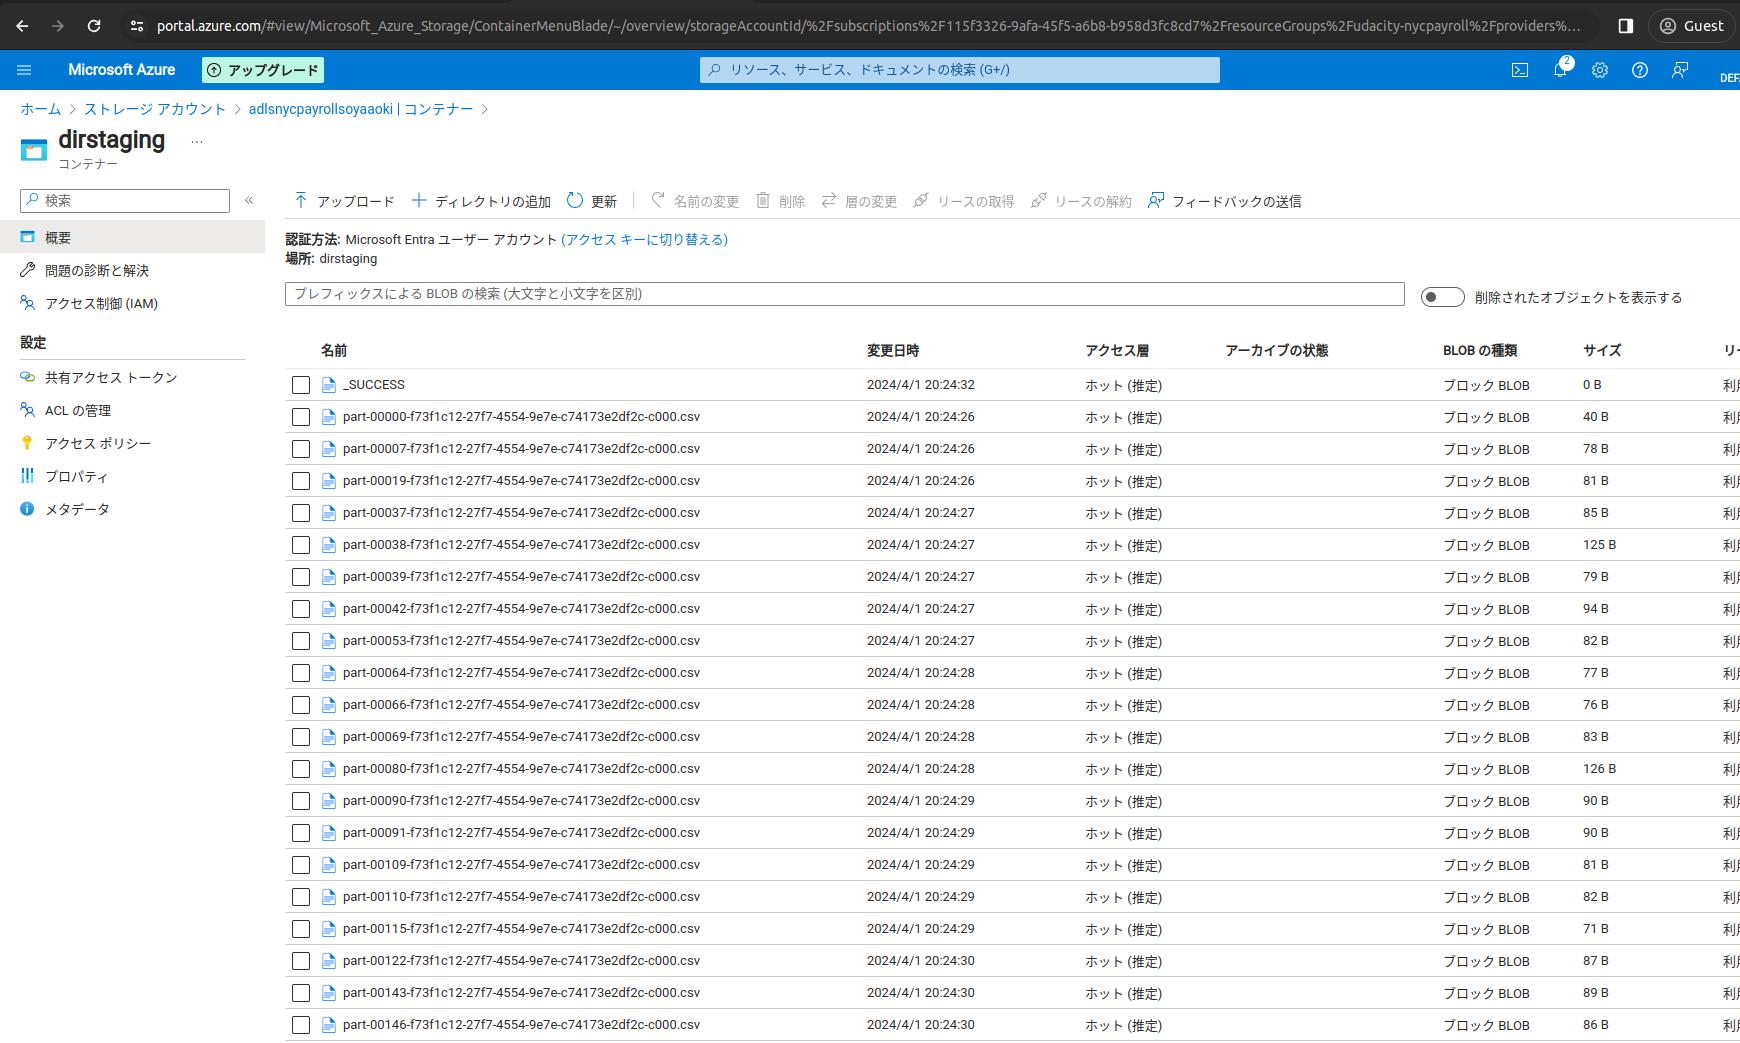 portal.azure.com/#view/Microsoft_Azure_Storage/ContainerMenuBlade/~/overview/storageAccountId/%2Fsubscriptions%2F115f3326-9afa-45f5-a6b8-b958d3fc8cd7%2FresourceGroups%2Fudacity-nycpayroll%2Fproviders%... Guest
Microsoft Azure アップグレード リソース、サービス、ドキュメントの検索 (G+/) 2
ホーム > ストレージ アカウント > adlsnycpayrollsoyaaoki | コンテナー >
dirstaging ...
コンテナー
検索 «
アップロード ディレクトリの追加 更新 名前の変更 削除 層の変更 リースの取得 リースの解約 フィードバックの送信
概要
問題の診断と解決
アクセス制御 (IAM)
設定
共有アクセス トークン
ACL の管理
アクセス ポリシー
プロパティ
メタデータ
認証方法: Microsoft Entra ユーザー アカウント (アクセス キーに切り替える)
場所: dirstaging
プレフィックスによる BLOB の検索 (大文字と小文字を区別) 削除されたオブジェクトを表示する
名前 変更日時 アクセス層 アーカイブの状態 BLOB の種類 サイズ
_SUCCESS 2024/4/1 20:24:32 ホット (推定) ブロック BLOB 0 B
part-00000-f73f1c12-27f7-4554-9e7e-c74173e2df2c-c000.csv 2024/4/1 20:24:26 ホット (推定) ブロック BLOB 40 B
part-00007-f73f1c12-27f7-4554-9e7e-c74173e2df2c-c000.csv 2024/4/1 20:24:26 ホット (推定) ブロック BLOB 78 B
part-00019-f73f1c12-27f7-4554-9e7e-c74173e2df2c-c000.csv 2024/4/1 20:24:26 ホット (推定) ブロック BLOB 81 B
part-00037-f73f1c12-27f7-4554-9e7e-c74173e2df2c-c000.csv 2024/4/1 20:24:27 ホット (推定) ブロック BLOB 85 B
part-00038-f73f1c12-27f7-4554-9e7e-c74173e2df2c-c000.csv 2024/4/1 20:24:27 ホット (推定) ブロック BLOB 125 B
part-00039-f73f1c12-27f7-4554-9e7e-c74173e2df2c-c000.csv 2024/4/1 20:24:27 ホット (推定) ブロック BLOB 79 B
part-00042-f73f1c12-27f7-4554-9e7e-c74173e2df2c-c000.csv 2024/4/1 20:24:27 ホット (推定) ブロック BLOB 94 B
part-00053-f73f1c12-27f7-4554-9e7e-c74173e2df2c-c000.csv 2024/4/1 20:24:27 ホット (推定) ブロック BLOB 82 B
part-00064-f73f1c12-27f7-4554-9e7e-c74173e2df2c-c000.csv 2024/4/1 20:24:28 ホット (推定) ブロック BLOB 77 B
part-00066-f73f1c12-27f7-4554-9e7e-c74173e2df2c-c000.csv 2024/4/1 20:24:28 ホット (推定) ブロック BLOB 76 B
part-00069-f73f1c12-27f7-4554-9e7e-c74173e2df2c-c000.csv 2024/4/1 20:24:28 ホット (推定) ブロック BLOB 83 B
part-00080-f73f1c12-27f7-4554-9e7e-c74173e2df2c-c000.csv 2024/4/1 20:24:28 ホット (推定) ブロック BLOB 126 B
part-00090-f73f1c12-27f7-4554-9e7e-c74173e2df2c-c000.csv 2024/4/1 20:24:29 ホット (推定) ブロック BLOB 90 B
part-00091-f73f1c12-27f7-4554-9e7e-c74173e2df2c-c000.csv 2024/4/1 20:24:29 ホット (推定) ブロック BLOB 90 B
part-00109-f73f1c12-27f7-4554-9e7e-c74173e2df2c-c000.csv 2024/4/1 20:24:29 ホット (推定) ブロック BLOB 81 B
part-00110-f73f1c12-27f7-4554-9e7e-c74173e2df2c-c000.csv 2024/4/1 20:24:29 ホット (推定) ブロック BLOB 82 B
part-00115-f73f1c12-27f7-4554-9e7e-c74173e2df2c-c000.csv 2024/4/1 20:24:29 ホット (推定) ブロック BLOB 71 B
part-00122-f73f1c12-27f7-4554-9e7e-c74173e2df2c-c000.csv 2024/4/1 20:24:30 ホット (推定) ブロック BLOB 87 B
part-00143-f73f1c12-27f7-4554-9e7e-c74173e2df2c-c000.csv 2024/4/1 20:24:30 ホット (推定) ブロック BLOB 89 B
part-00146-f73f1c12-27f7-4554-9e7e-c74173e2df2c-c000.csv 2024/4/1 20:24:30 ホット (推定) ブロック BLOB 86 B